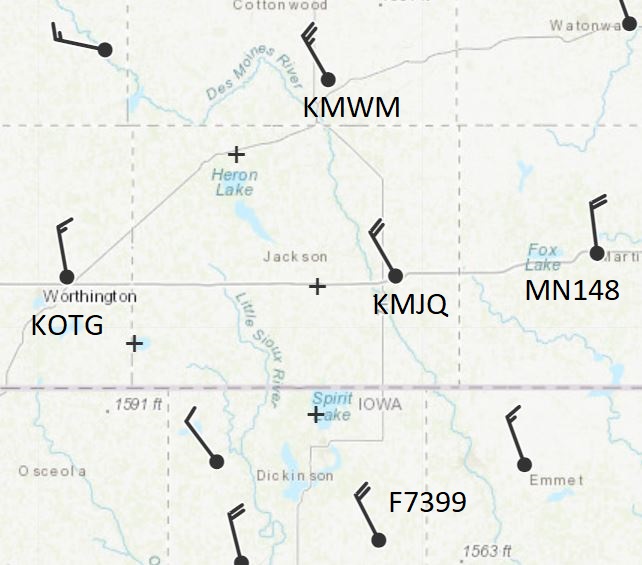 Cottonwood
Watonwa
Des Moines River
KMWM
Heron
Lake
Jackson
Fox
Lake
Marti
Worthington
KMJQ
MN148
KOTG
Little Sioux River
1591 ft
Spirit
Lake
IOWA
Osceola
Dickinson
Emmet
F7399
1563 ft